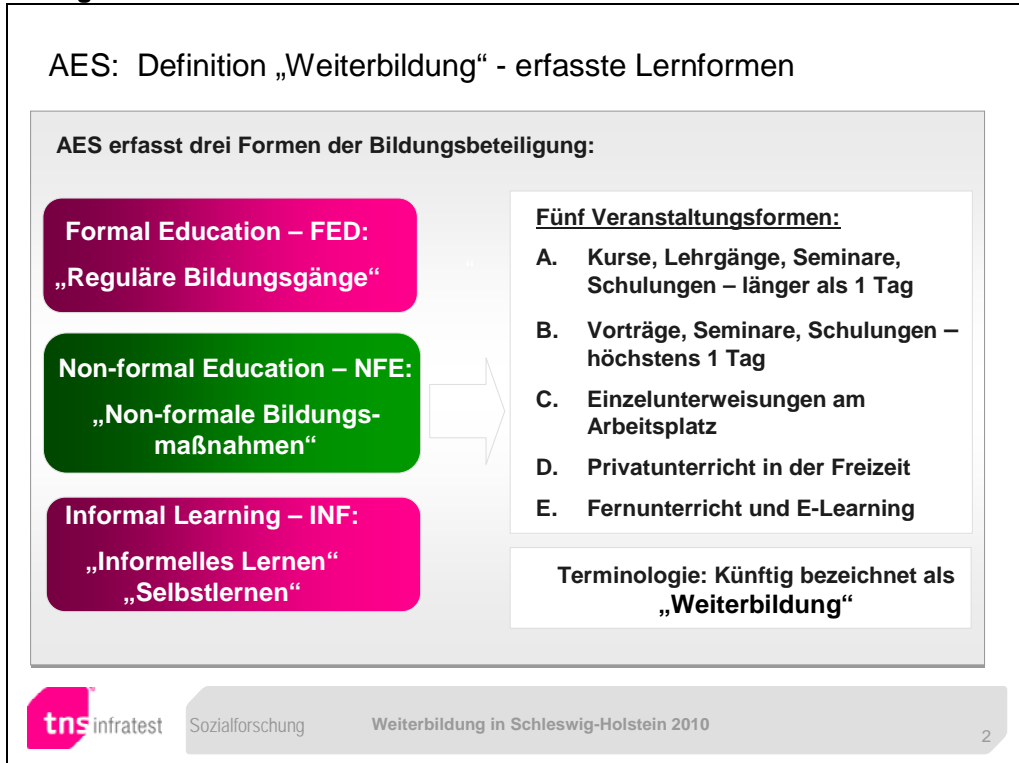 AES: Definition „Weiterbildung“ - erfasste Lernformen
AES erfasst drei Formen der Bildungsbeteiligung:
Formal Education – FED:
„Reguläre Bildungsgänge“
“
Non-formal Education – NFE:
„Non-formale Bildungs-
maßnahmen“
Informal Learning – INF:
„Informelles Lernen“
„Selbstlernen“
Fünf Veranstaltungsformen:
A. Kurse, Lehrgänge, Seminare,
Schulungen – länger als 1 Tag
B. Vorträge, Seminare, Schulungen –
höchstens 1 Tag
C. Einzelunterweisungen am
Arbeitsplatz
D. Privatunterricht in der Freizeit
E. Fernunterricht und E-Learning
Terminologie: Künftig bezeichnet als
„Weiterbildung“
tns infratest Sozialforschung Weiterbildung in Schleswig-Holstein 2010 2